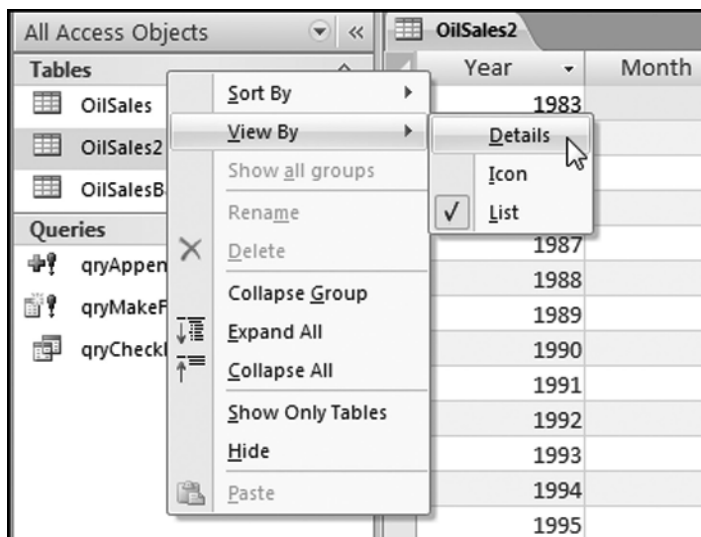 All Access Objects
OilSales2
Tables
Year
Month
OilSales
Sort By
1983
OilSales2
View By
Details
Show all groups
Icon
Rename
List
Queries
Delete
1987
Collapse Group
1988
Expand All
1989
Collapse All
1990
1991
Show Only Tables
1992
Hide
1993
Paste
1994
1995